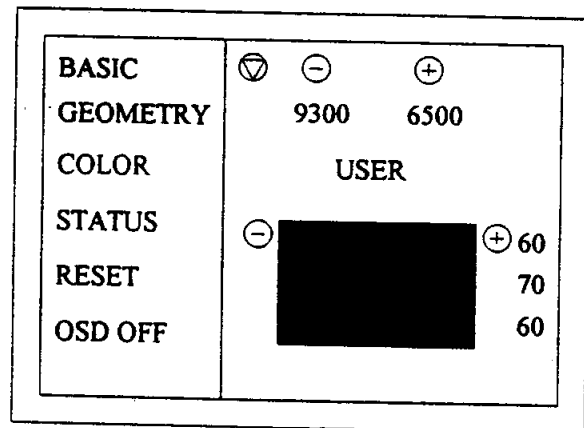 BASIC
GEOMETRY
COLOR
STATUS
RESET
OSD OFF
9300 6500
USER
60
70
60